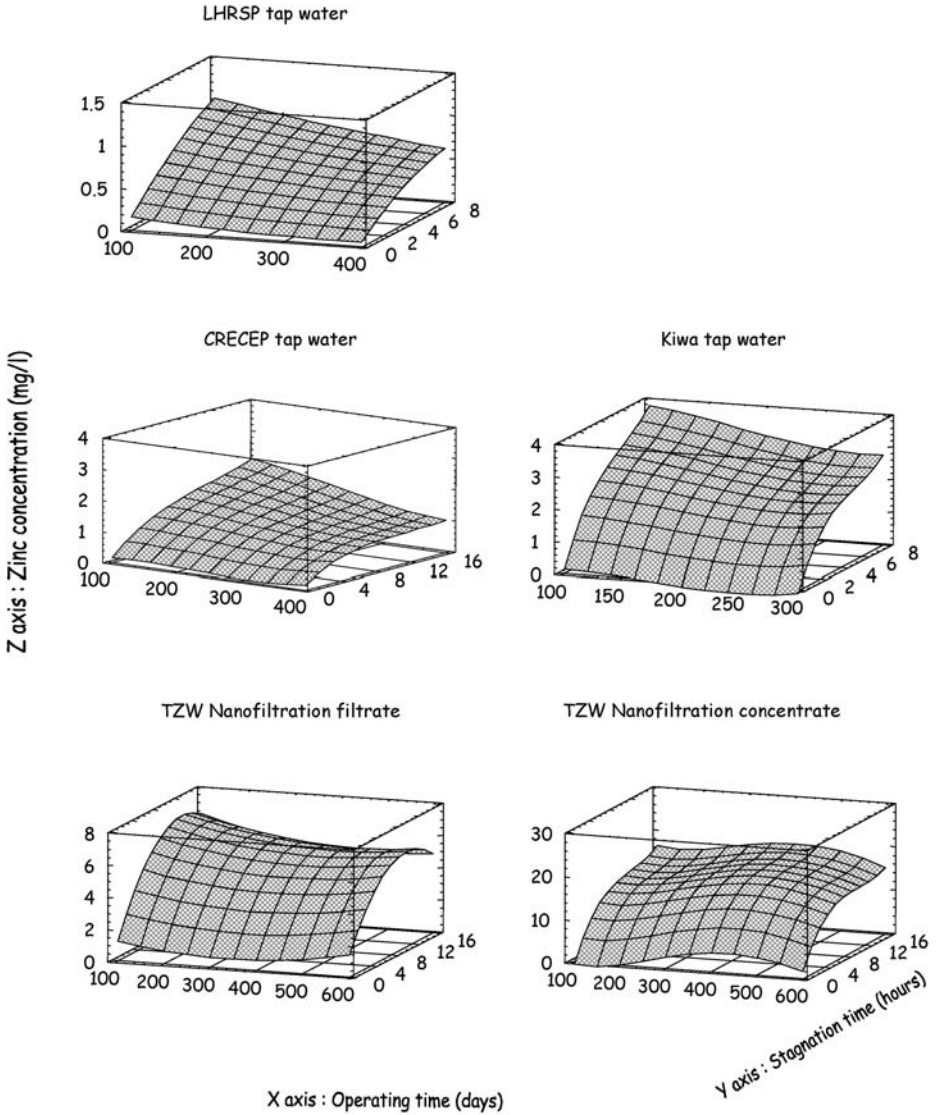 LHRSP tap water
1.5
1
0.5
0
100 200 300 400
0 2 4 6 8
CRECEP tap water
4
3
2
1
0
100 200 300 400
0 4 8 12 16
Kiwa tap water
4
3
2
1
0
100 150 200 250 300
0 2 4 6 8
Z axis : Zinc concentration (mg/l)
TZW Nanofiltration filtrate
8
6
4
2
0
100 200 300 400 500 600
0 4 8 12 16
TZW Nanofiltration concentrate
30
20
10
0
100 200 300 400 500 600
0 4 8 12 16
Y axis : Stagnation time (hours)
X axis : Operating time (days)